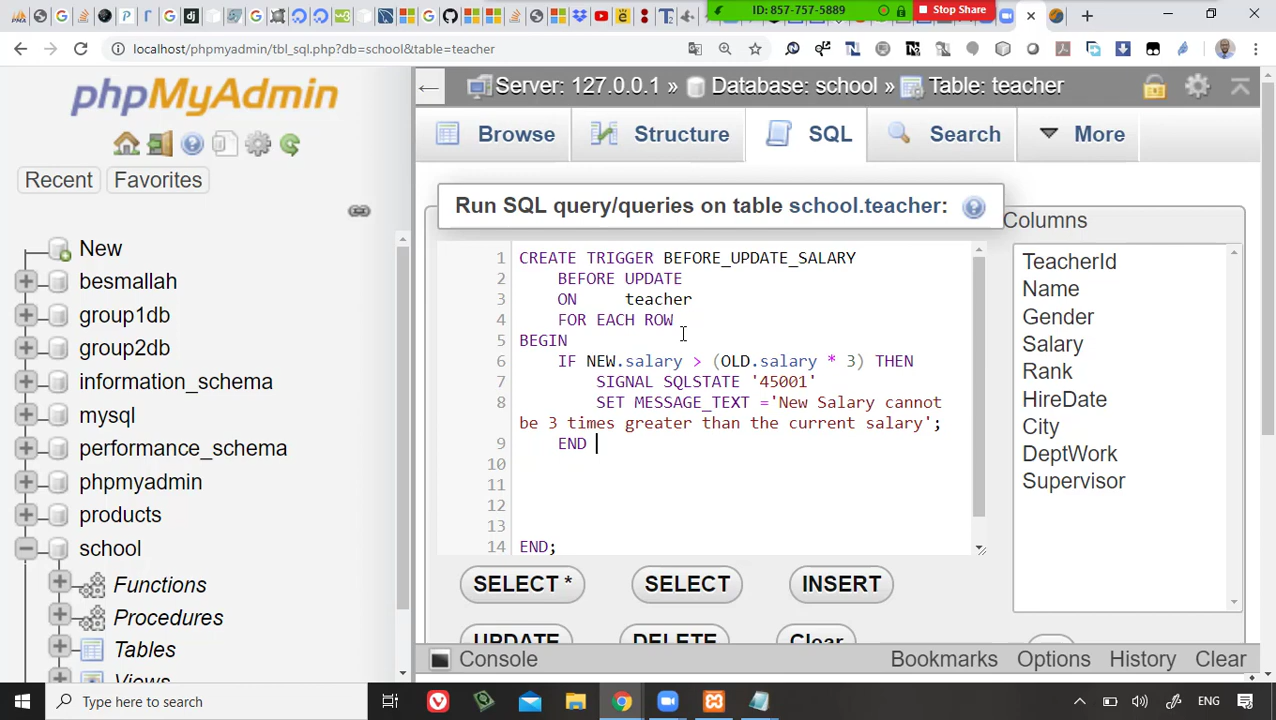 ID: 857-757-5889
Stop Share
localhost/phpmyadmin/tbl_sql.php?db=school&table=teacher
phpMyAdmin
Recent
Favorites
New
besmallah
group1db
group2db
information_schema
mysql
performance_schema
phpmyadmin
products
school
Functions
Procedures
Tables
Views
← Server: 127.0.0.1 » Database: school » Table: teacher
Browse
Structure
SQL
Search
More
Run SQL query/queries on table school.teacher:
1 CREATE TRIGGER BEFORE_UPDATE_SALARY
2 BEFORE UPDATE
3 ON teacher
4 FOR EACH ROW
5 BEGIN
6 IF NEW.salary > (OLD.salary * 3) THEN
7 SIGNAL SQLSTATE '45001'
8 SET MESSAGE_TEXT ='New Salary cannot
be 3 times greater than the current salary';
9 END
10
11
12
13
14 END;
Columns
TeacherId
Name
Gender
Salary
Rank
HireDate
City
DeptWork
Supervisor
SELECT *
SELECT
INSERT
UPDATE
DELETE
Clear
Console
Bookmarks
Options
History
Clear
Type here to search
ENG